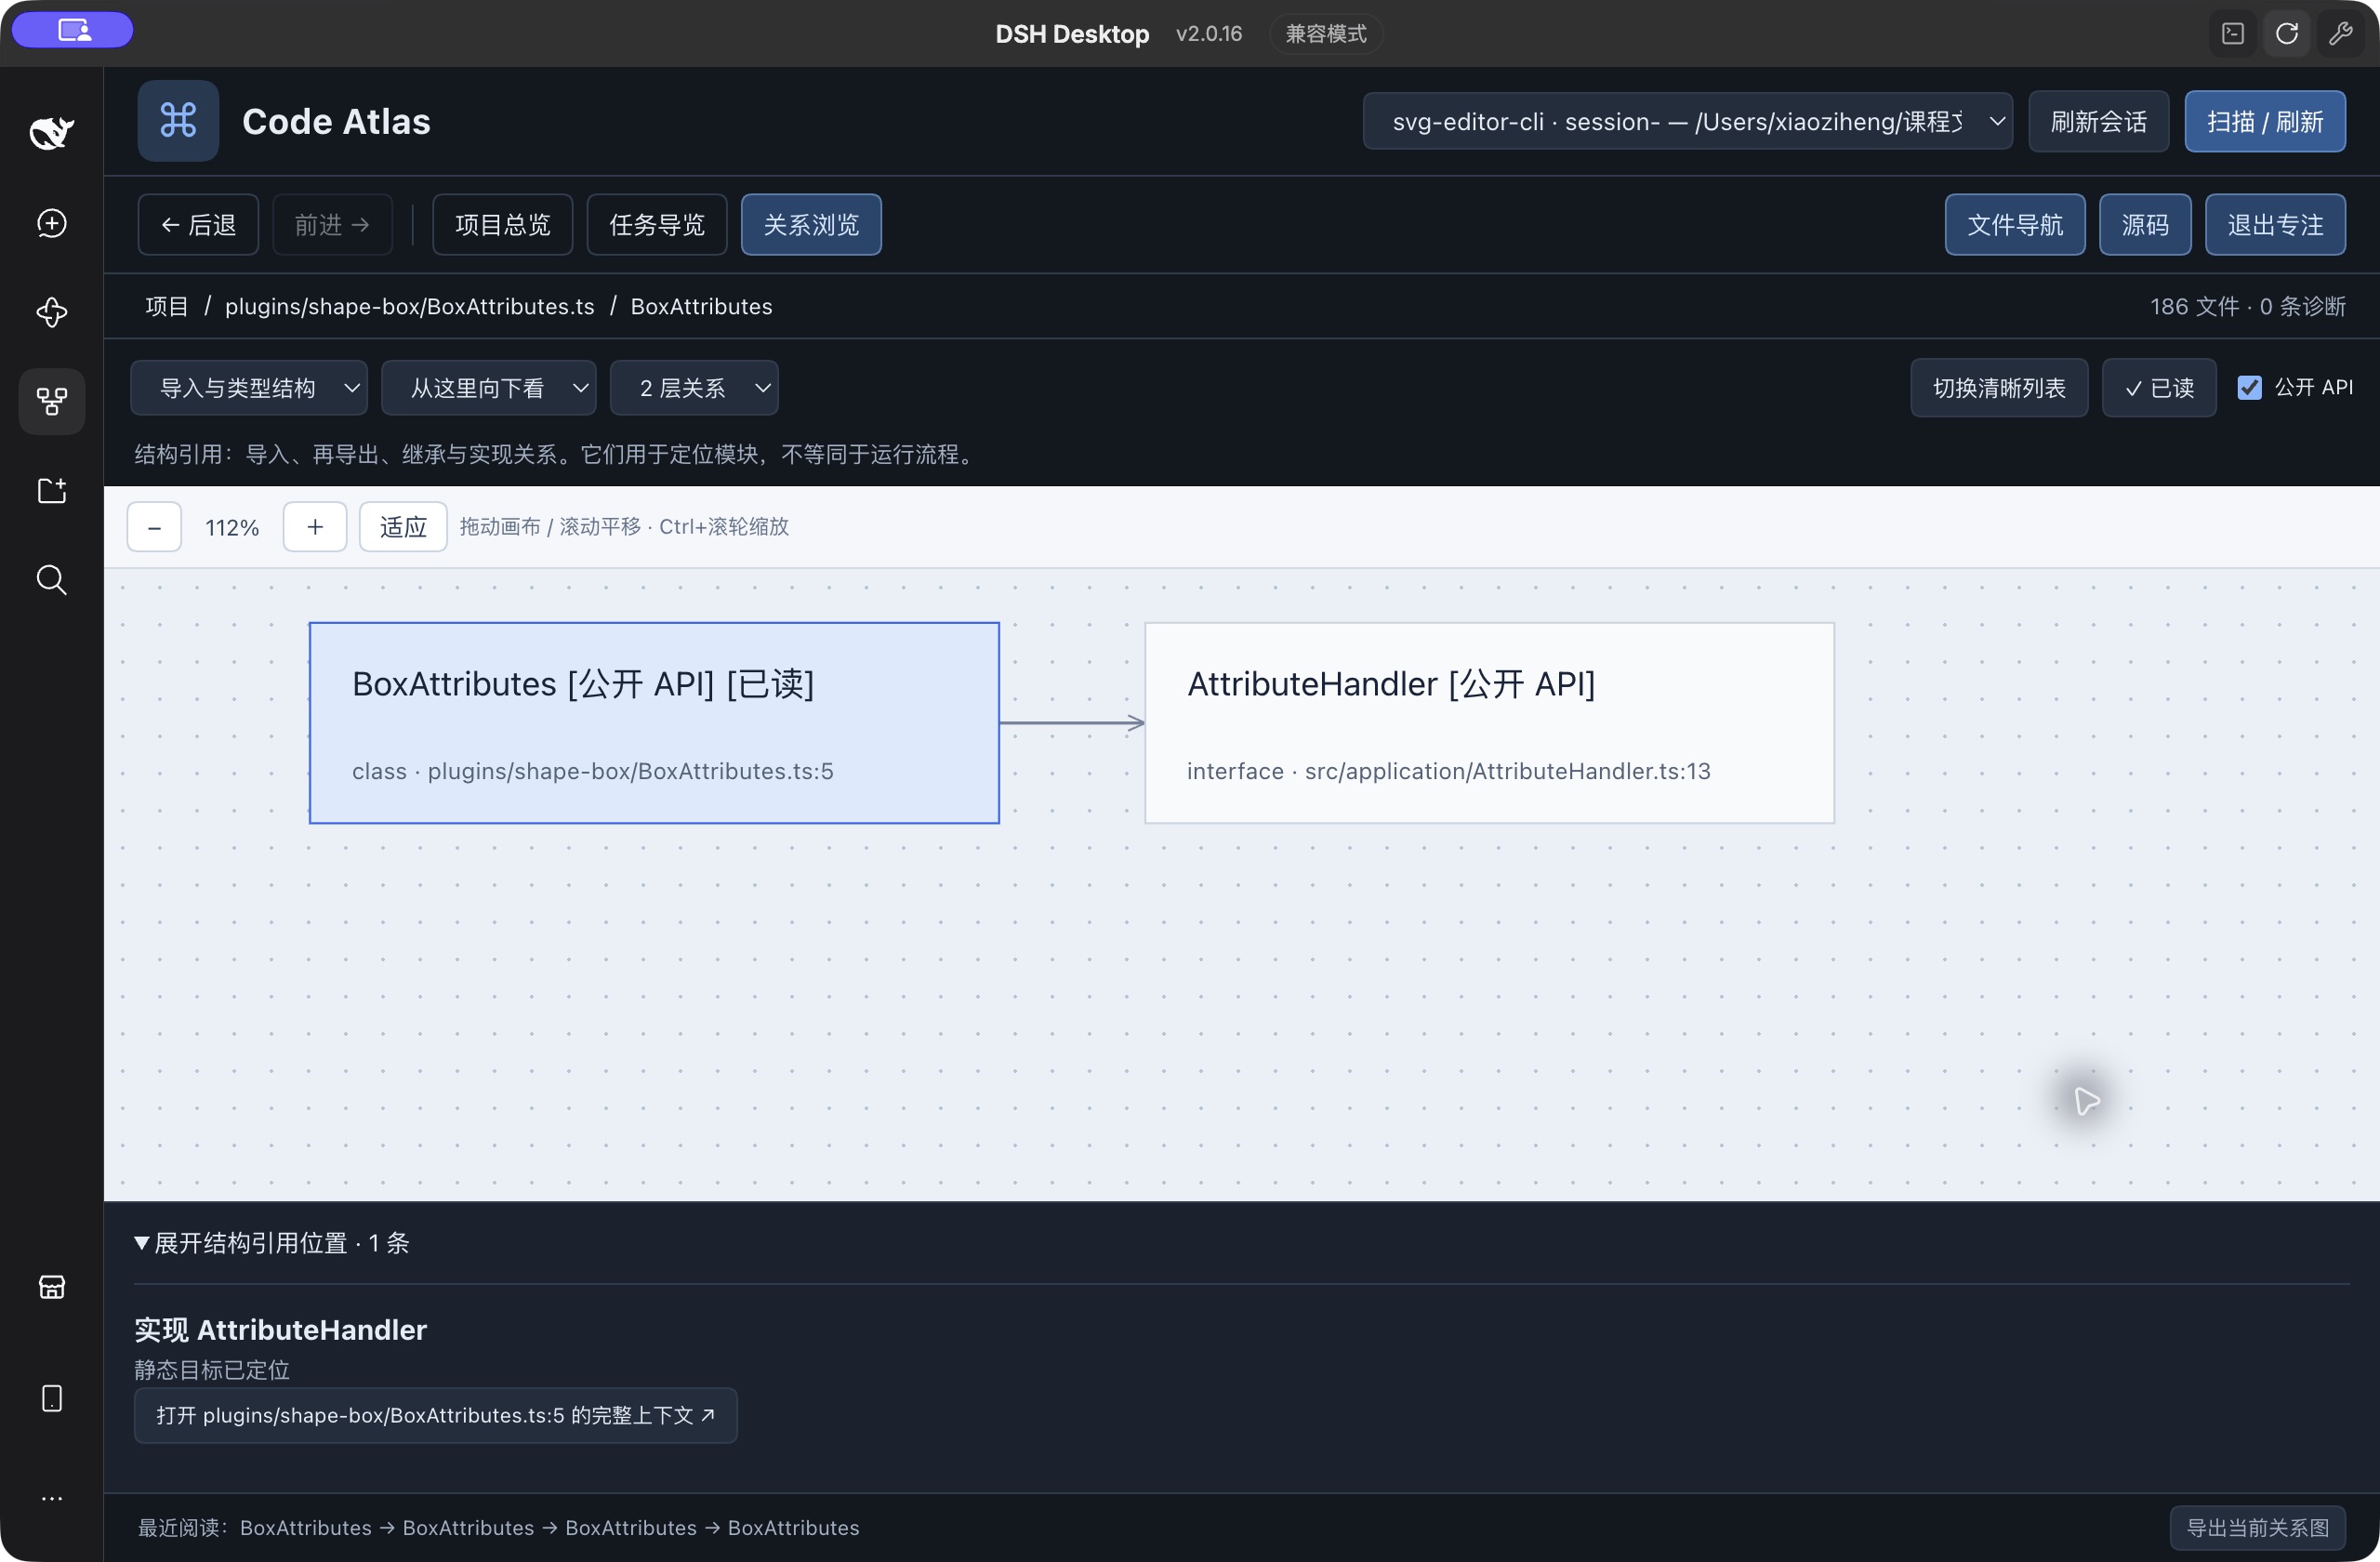 DSH Desktop v2.0.16 兼容模式
Code Atlas
svg-editor-cli · session- — /Users/xiaoziheng/课程
刷新会话
扫描 / 刷新
← 后退
前进 →
项目总览
任务导览
关系浏览
文件导航
源码
退出专注
项目 / plugins/shape-box/BoxAttributes.ts / BoxAttributes
186 文件 · 0 条诊断
导入与类型结构
从这里向下看
2 层关系
切换清晰列表
✓ 已读
公开 API
结构引用：导入、再导出、继承与实现关系。它们用于定位模块，不等同于运行流程。
− 112% + 适应 拖动画布 / 滚动平移 · Ctrl+滚轮缩放
BoxAttributes [公开 API] [已读]
class · plugins/shape-box/BoxAttributes.ts:5
AttributeHandler [公开 API]
interface · src/application/AttributeHandler.ts:13
▼展开结构引用位置 · 1 条
实现 AttributeHandler
静态目标已定位
打开 plugins/shape-box/BoxAttributes.ts:5 的完整上下文 ↗
最近阅读：BoxAttributes → BoxAttributes → BoxAttributes → BoxAttributes
导出当前关系图